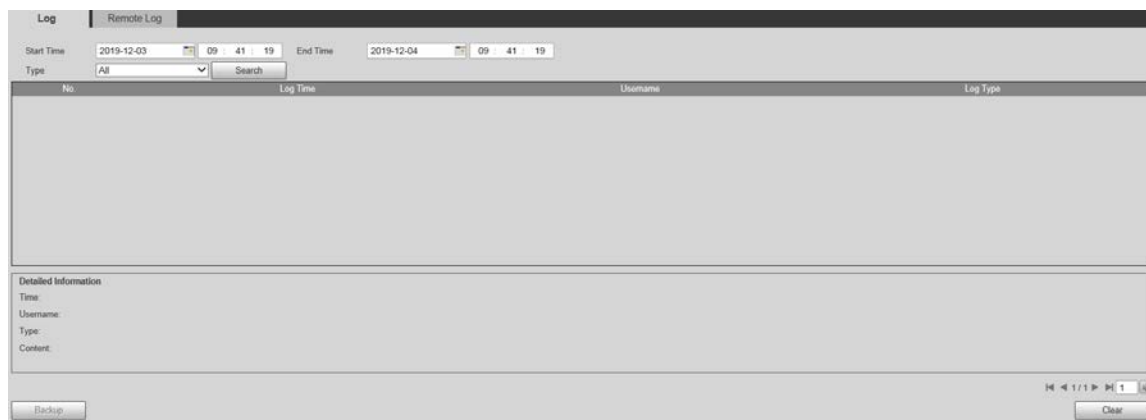 Log Remote Log
Start Time 2019-12-03 09 : 41 : 19 End Time 2019-12-04 09 : 41 : 19
Type All Search
No. Log Time Username Log Type
Detailed Information
Time:
Username:
Type:
Content:
1/1 1
Backup Clear